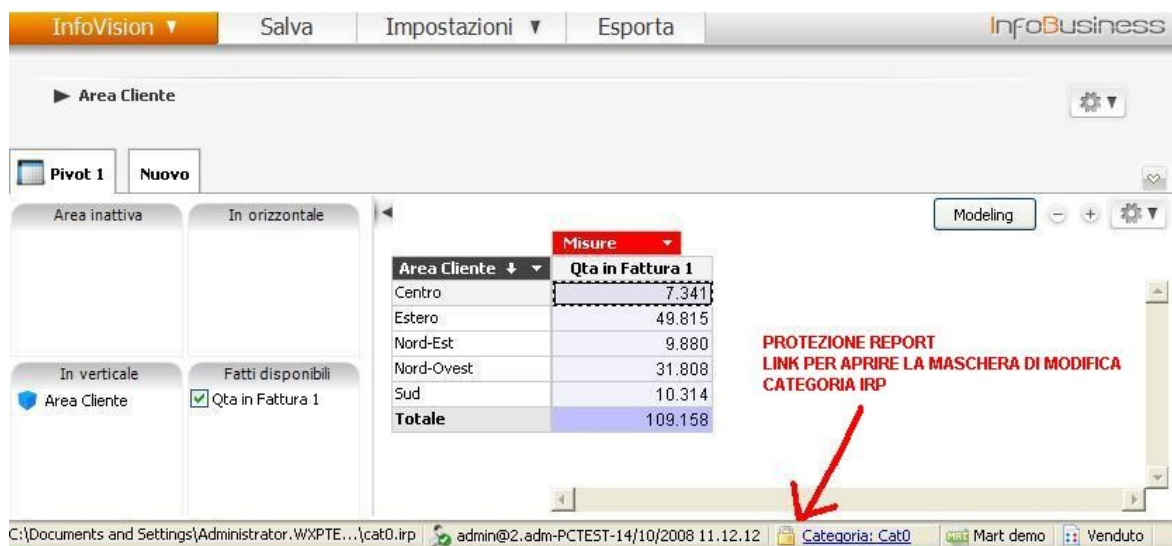 InfoVision ▼ Salva Impostazioni ▼ Esporta InfoBusiness
▶ Area Cliente
Pivot 1 Nuovo
Area inattiva In orizzontale Modeling
Misure
Area Cliente Qta in Fattura 1
Centro 7.341
Estero 49.815
Nord-Est 9.880
Nord-Ovest 31.808
Sud 10.314
Totale 109.158
In verticale Fatti disponibili
Area Cliente Qta in Fattura 1
PROTEZIONE REPORT
LINK PER APRIRE LA MASCHERA DI MODIFICA
CATEGORIA IRP
C:\Documents and Settings\Administrator.WXPTE...\cat0.irp admin@2.adm-PCTEST-14/10/2008 11.12.12 Categoria: Cat0 Mart demo Venduto